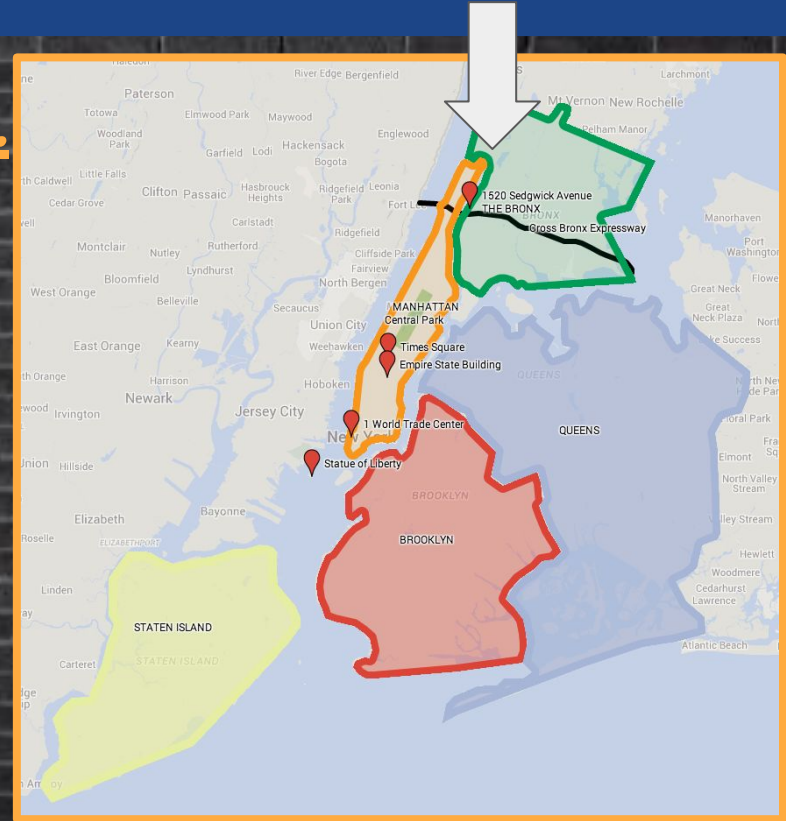 River Edge Bergenfield
Larchmont
Paterson
Mt Vernon New Rochelle
Totowa
Elmwood Park
Maywood
Pelham Manor
Woodland
Park
Hackensack
Englewood
Garfield Lodi
Bogota
Little Falls
th Caldwell
Clifton Passaic
Hasbrouck
Heights
Ridgefield
Park
Leonia
1520 Sedgwick Avenue
Cedar Grove
Fort
THE BRONX
BRONX
Manorhaven
Carlstadt
Cross Bronx Expressway
Ridgefield
Montclair
Nutley
Rutherford
Port
Washington
Cliffside Park
Lyndhurst
Fairview
Bloomfield
North Bergen
West Orange
Great Neck
Belleville
Secaucus
MANHATTAN
Central Park
Great
Neck Plaza
Union City
East Orange
Kearny
Weehawken
Times Square
Empire State Building
QUEENS
Harrison
Hoboken
Newark
Irvington
Jersey City
1 World Trade Center
New York
QUEENS
Statue of Liberty
Elmont
Hillside
North Valley
Stream
BROOKLYN
Bayonne
Elizabeth
Roselle
ELIZABETHPORT
BROOKLYN
Hewlett
Woodmere
Linden
Cedarhurst
Lawrence
STATEN ISLAND
Atlantic Beach
Carteret
STATEN ISLAND